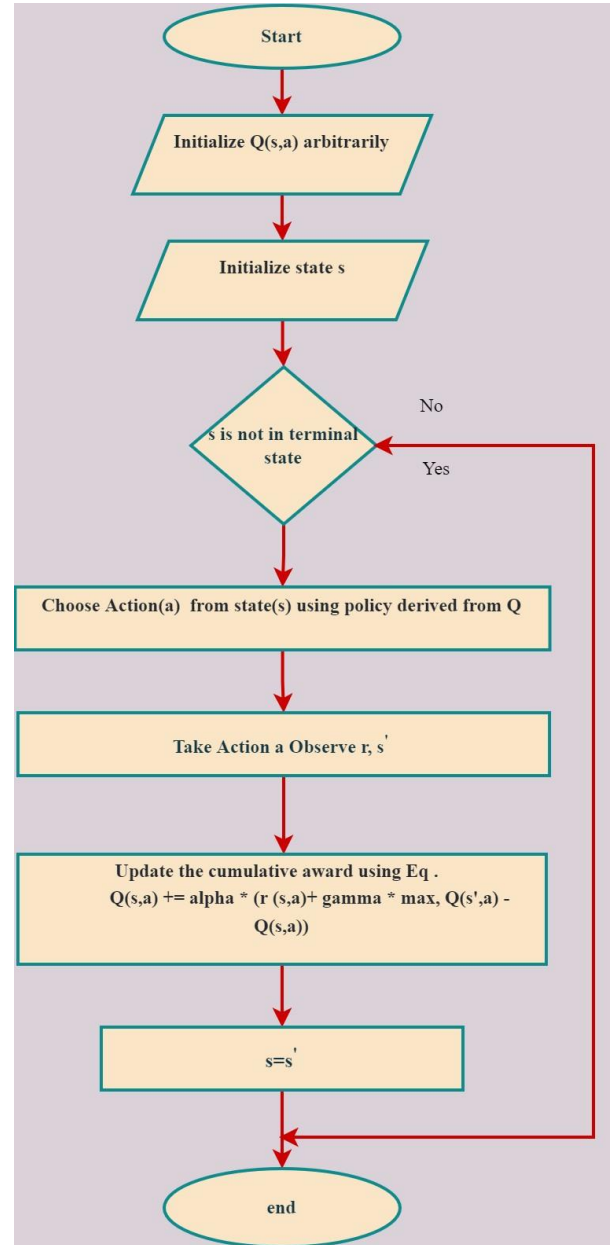 Start
Initialize Q(s,a) arbitrarily
Initialize state s
s is not in terminal
state
No
Yes
Choose Action(a) from state(s) using policy derived from Q
Take Action a Observe r, s'
Update the cumulative award using Eq .
Q(s,a) += alpha * (r (s,a)+ gamma * max, Q(s',a) -
Q(s,a))
s=s'
end